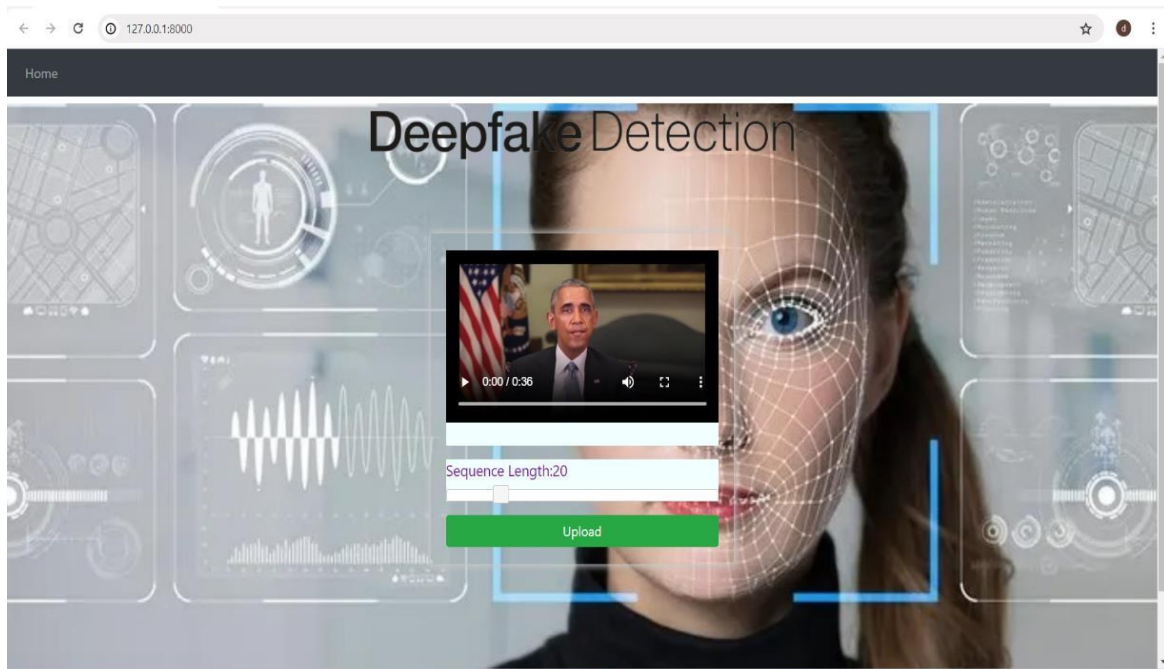 127.0.0.1:8000
d
Home
Deepfake Detection
0:00 / 0:36
Sequence Length:20
Upload